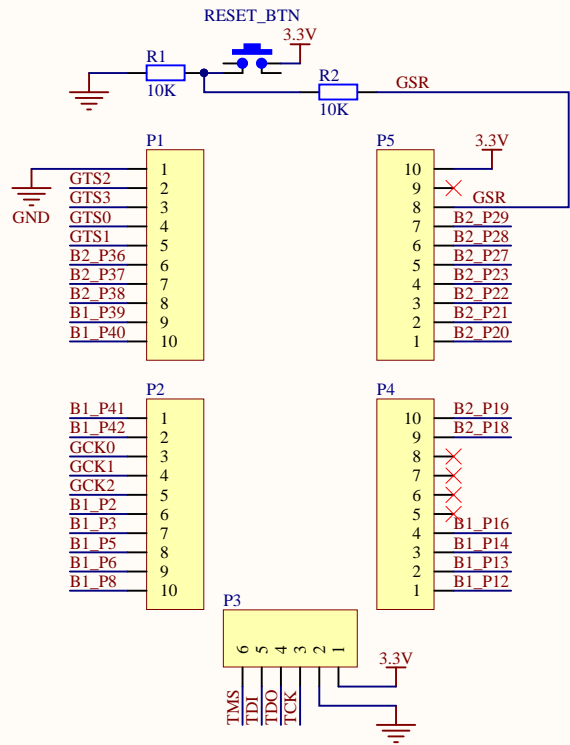 RESET_BTN
3.3V
R1
10K
R2
10K
GSR
P1
GND
1
GTS2 2
GTS3 3
GTS0 4
GTS1 5
B2_P36 6
B2_P37 7
B2_P38 8
B1_P39 9
B1_P40 10
P5
3.3V
10
9
8 GSR
7 B2_P29
6 B2_P28
5 B2_P27
4 B2_P23
3 B2_P22
2 B2_P21
1 B2_P20
P2
B1_P41 1
B1_P42 2
GCK0 3
GCK1 4
GCK2 5
B1_P2 6
B1_P3 7
B1_P5 8
B1_P6 9
B1_P8 10
P4
10 B2_P19
9 B2_P18
8
7
6
5
4 B1_P16
3 B1_P14
2 B1_P13
1 B1_P12
P3
6 5 4 3 2 1
TMS TDI TDO TCK
3.3V